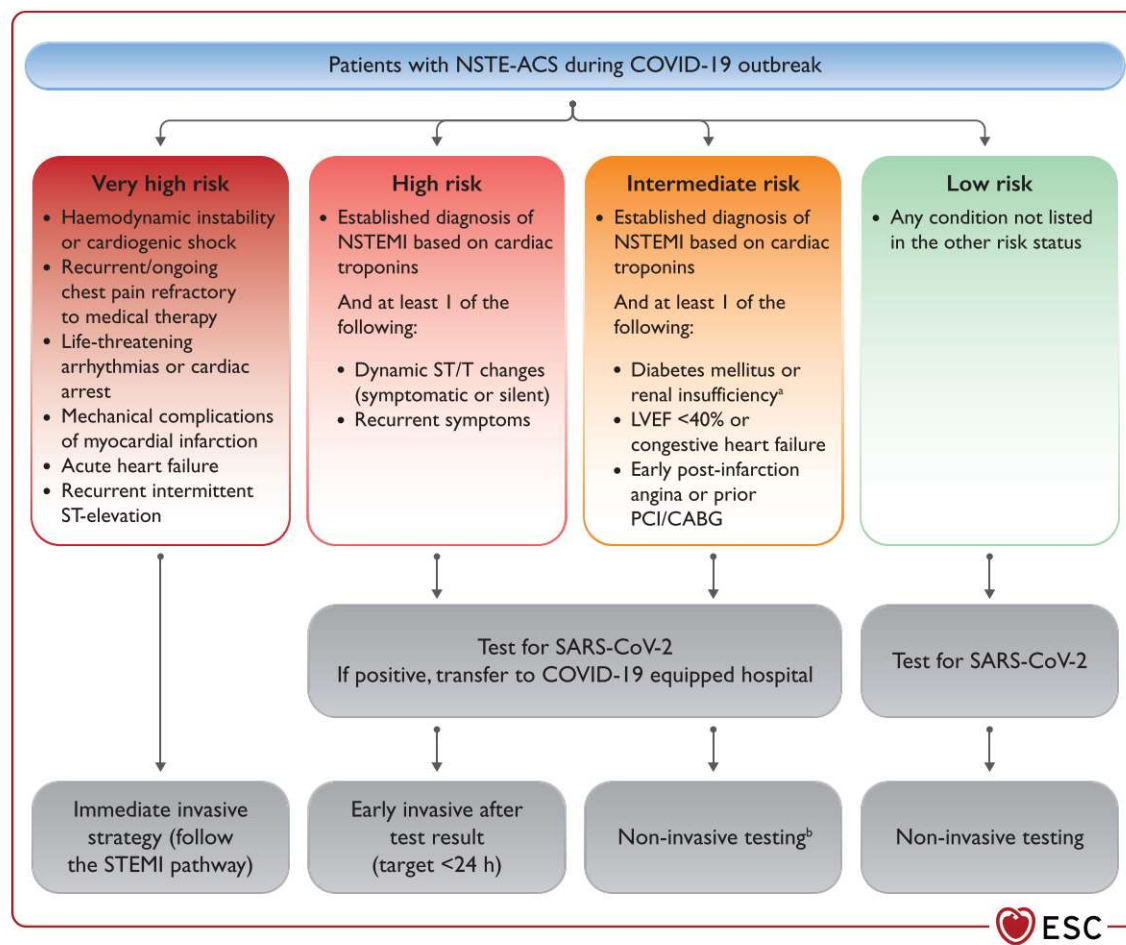 Patients with NSTE-ACS during COVID-19 outbreak
Very high risk
• Haemodynamic instability
or cardiogenic shock
• Recurrent/ongoing
chest pain refractory
to medical therapy
• Life-threatening
arrhythmias or cardiac
arrest
• Mechanical complications
of myocardial infarction
• Acute heart failure
• Recurrent intermittent
ST-elevation
High risk
• Established diagnosis of
NSTEMI based on cardiac
troponins
And at least 1 of the
following:
• Dynamic ST/T changes
(symptomatic or silent)
• Recurrent symptoms
Intermediate risk
• Established diagnosis of
NSTEMI based on cardiac
troponins
And at least 1 of the
following:
• Diabetes mellitus or
renal insufficiencyᵃ
• LVEF <40% or
congestive heart failure
• Early post-infarction
angina or prior
PCI/CABG
Low risk
• Any condition not listed
in the other risk status
Test for SARS-CoV-2
If positive, transfer to COVID-19 equipped hospital
Test for SARS-CoV-2
Immediate invasive
strategy (follow
the STEMI pathway)
Early invasive after
test result
(target <24 h)
Non-invasive testingᵇ
Non-invasive testing
ESC